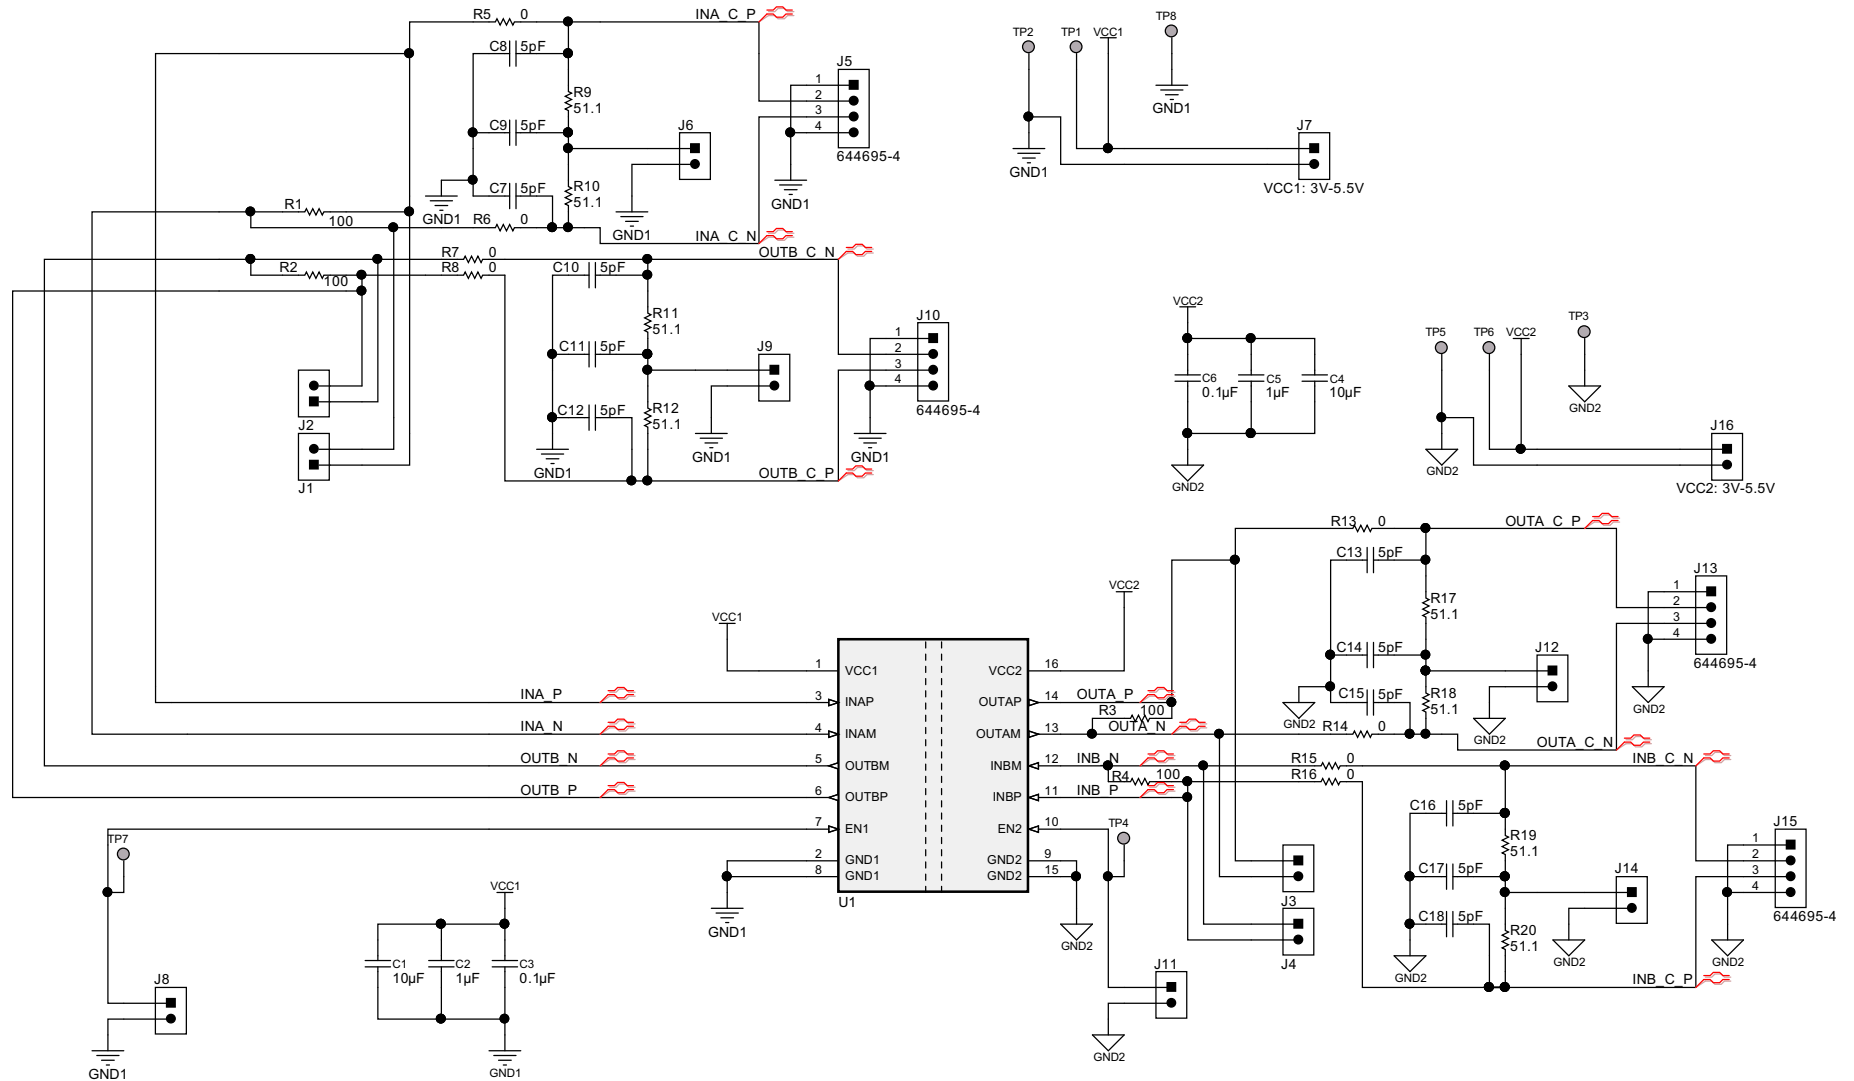 R5 0 INA_C_P
C8 5pF
R9
51.1
C9 5pF
J6
C7 5pF
R10
51.1
GND1
GND1
R1
100
R6 0
INA_C_N
J5
1
2
3
4
644695-4
GND1
R7 0
OUTB_C_N
R2
100
R8 0
C10 5pF
R11
51.1
C11 5pF
J9
C12 5pF
R12
51.1
GND1
GND1
OUTB_C_P
J10
1
2
3
4
644695-4
GND1
J2
J1
TP2
TP1
VCC1
TP8
GND1
GND1
J7
VCC1: 3V-5.5V
VCC2
C6
0.1µF
C5
1µF
C4
10µF
GND2
TP5
TP6
VCC2
TP3
GND2
GND2
J16
VCC2: 3V-5.5V
VCC1
VCC2
INA_P
INA_N
OUTB_N
OUTB_P
1 VCC1
3 INAP
4 INAM
5 OUTBM
6 OUTBP
7 EN1
2 GND1
8 GND1
VCC2 16
OUTAP 14
OUTAM 13
INBM 12
INBP 11
EN2 10
GND2 9
GND2 15
U1
GND1
GND2
OUTA_P
R3 100
OUTA_N
INB_N
R4 100
INB_P
TP4
J3
J4
J11
GND2
TP7
J8
GND1
VCC1
C1
10µF
C2
1µF
C3
0.1µF
GND1
R13 0
OUTA_C_P
C13 5pF
R17
51.1
C14 5pF
J12
C15 5pF
R18
51.1
GND2
GND2
R14 0
OUTA_C_N
J13
1
2
3
4
644695-4
GND2
R15 0
INB_C_N
R16 0
C16 5pF
R19
51.1
C17 5pF
J14
C18 5pF
R20
51.1
GND2
GND2
INB_C_P
J15
1
2
3
4
644695-4
GND2